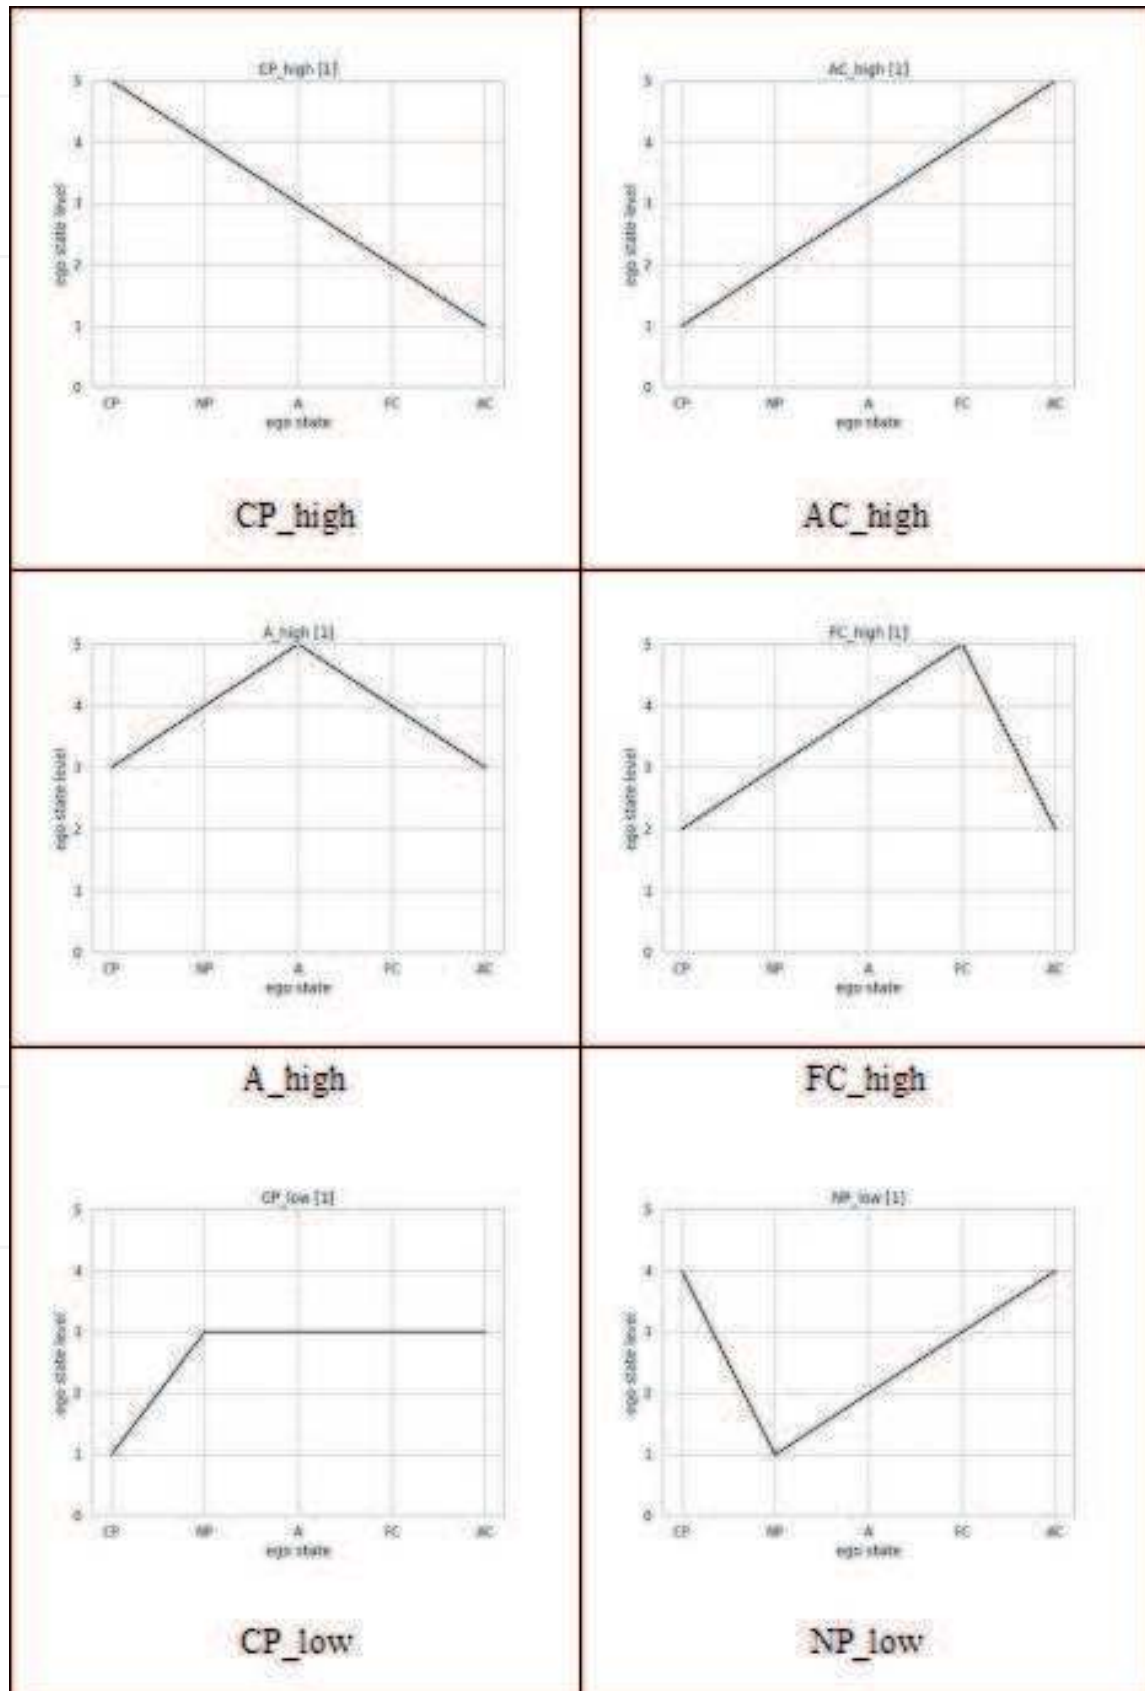 CP_high [1]
5
4
3
2
1
0
ego state level
CP NP A FC AC
ego state
CP_high
AC_high [1]
5
4
3
2
1
0
ego state level
CP NP A FC AC
ego state
AC_high
A_high [1]
5
4
3
2
1
0
ego state level
CP NP A FC AC
ego state
FC_high [1]
5
4
3
2
1
0
ego state level
CP NP A FC AC
ego state
A_high
CP_low [1]
5
4
3
2
1
0
ego state level
CP NP A FC AC
ego state
CP_low
FC_high
NP_low [1]
5
4
3
2
1
0
ego state level
CP NP A FC AC
ego state
NP_low